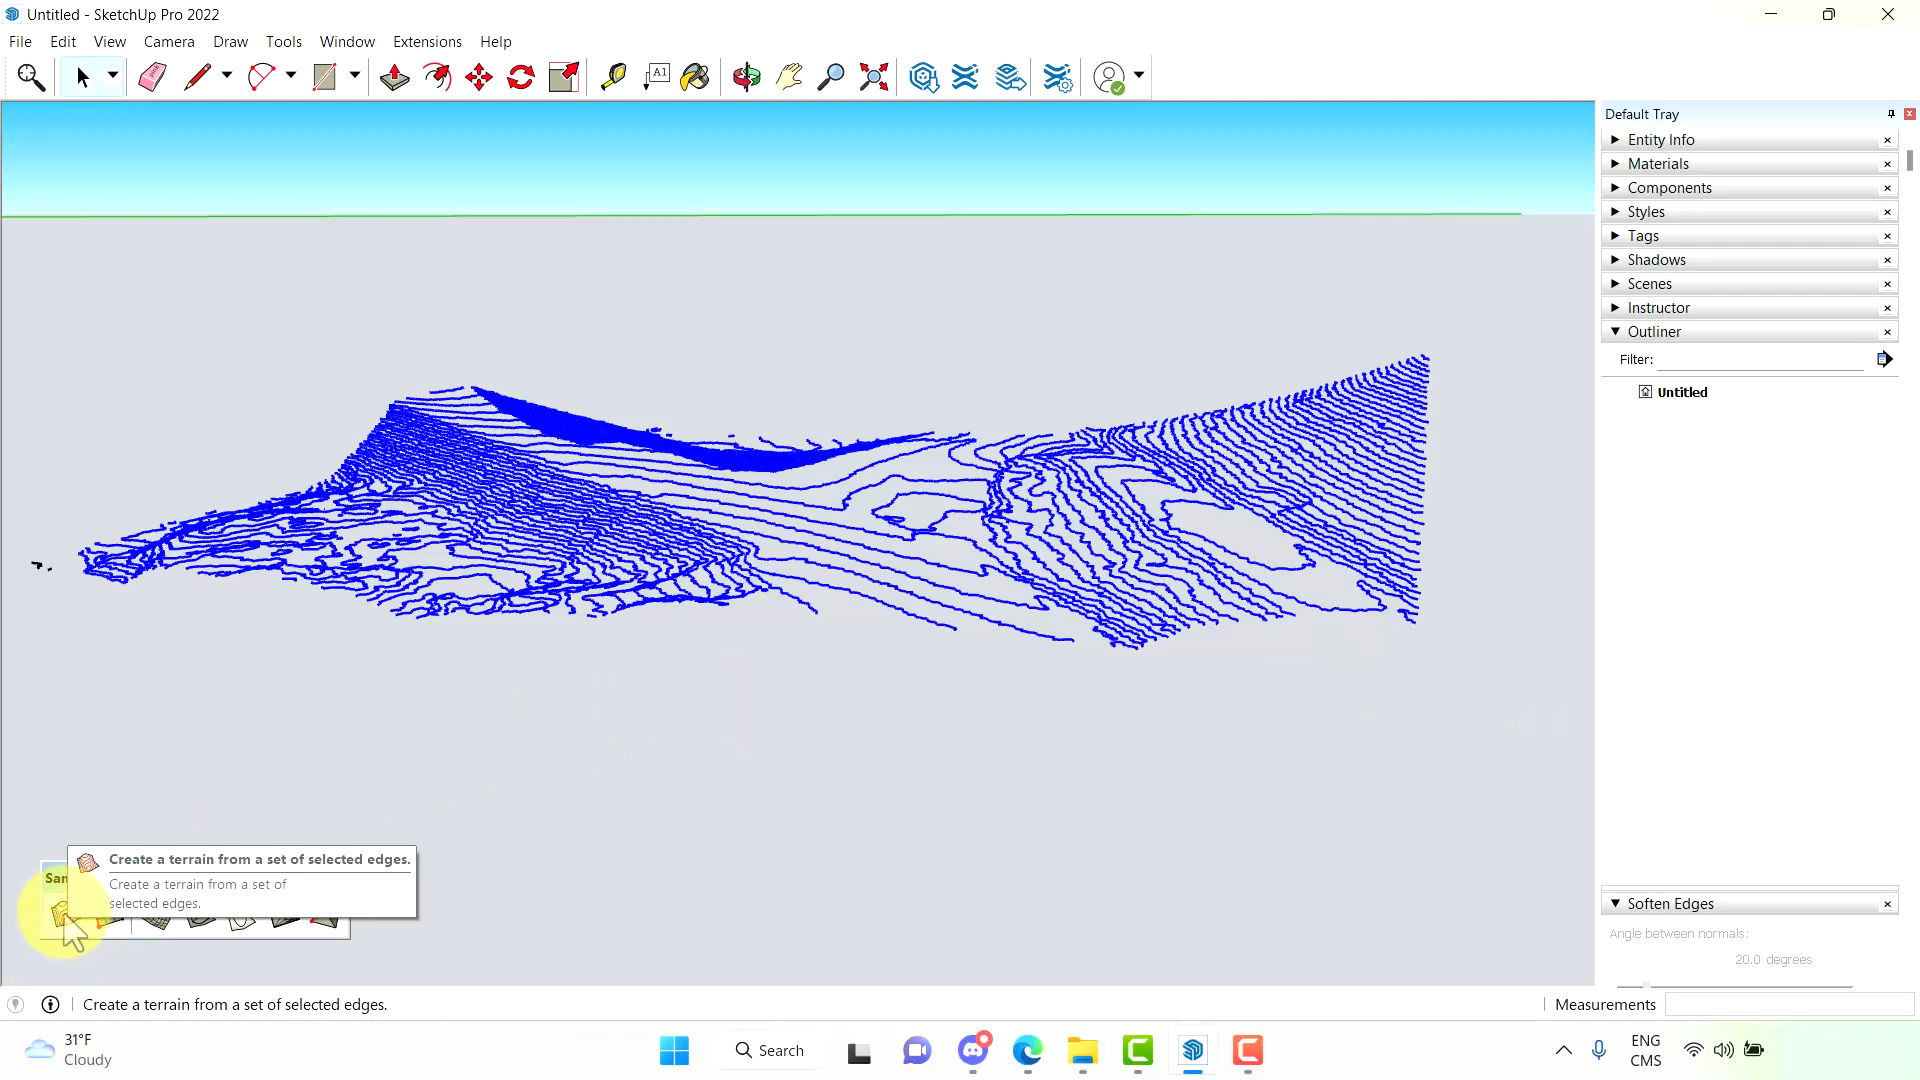 Untitled - SketchUp Pro 2022
File Edit View Camera Draw Tools Window Extensions Help
A1
Default Tray
Entity Info
Materials
Components
Styles
Tags
Shadows
Scenes
Instructor
Outliner
Filter:
Untitled
San
Create a terrain from a set of selected edges.
Create a terrain from a set of
selected edges.
Soften Edges
Angle between normals:
20.0 degrees
Create a terrain from a set of selected edges.
Measurements
31°F
Cloudy
Search
ENG
CMS